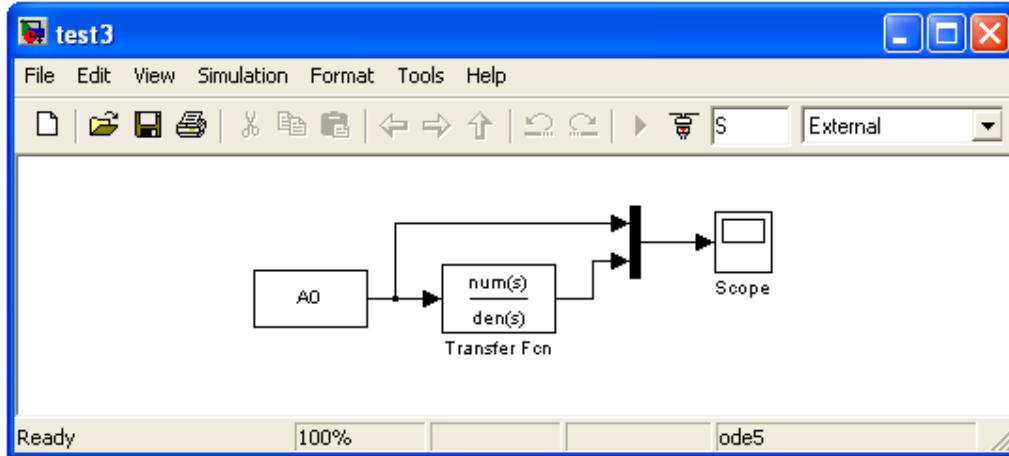 test3
File Edit View Simulation Format Tools Help
S External
A0
num(s)
den(s)
Transfer Fcn
Scope
Ready 100% ode5